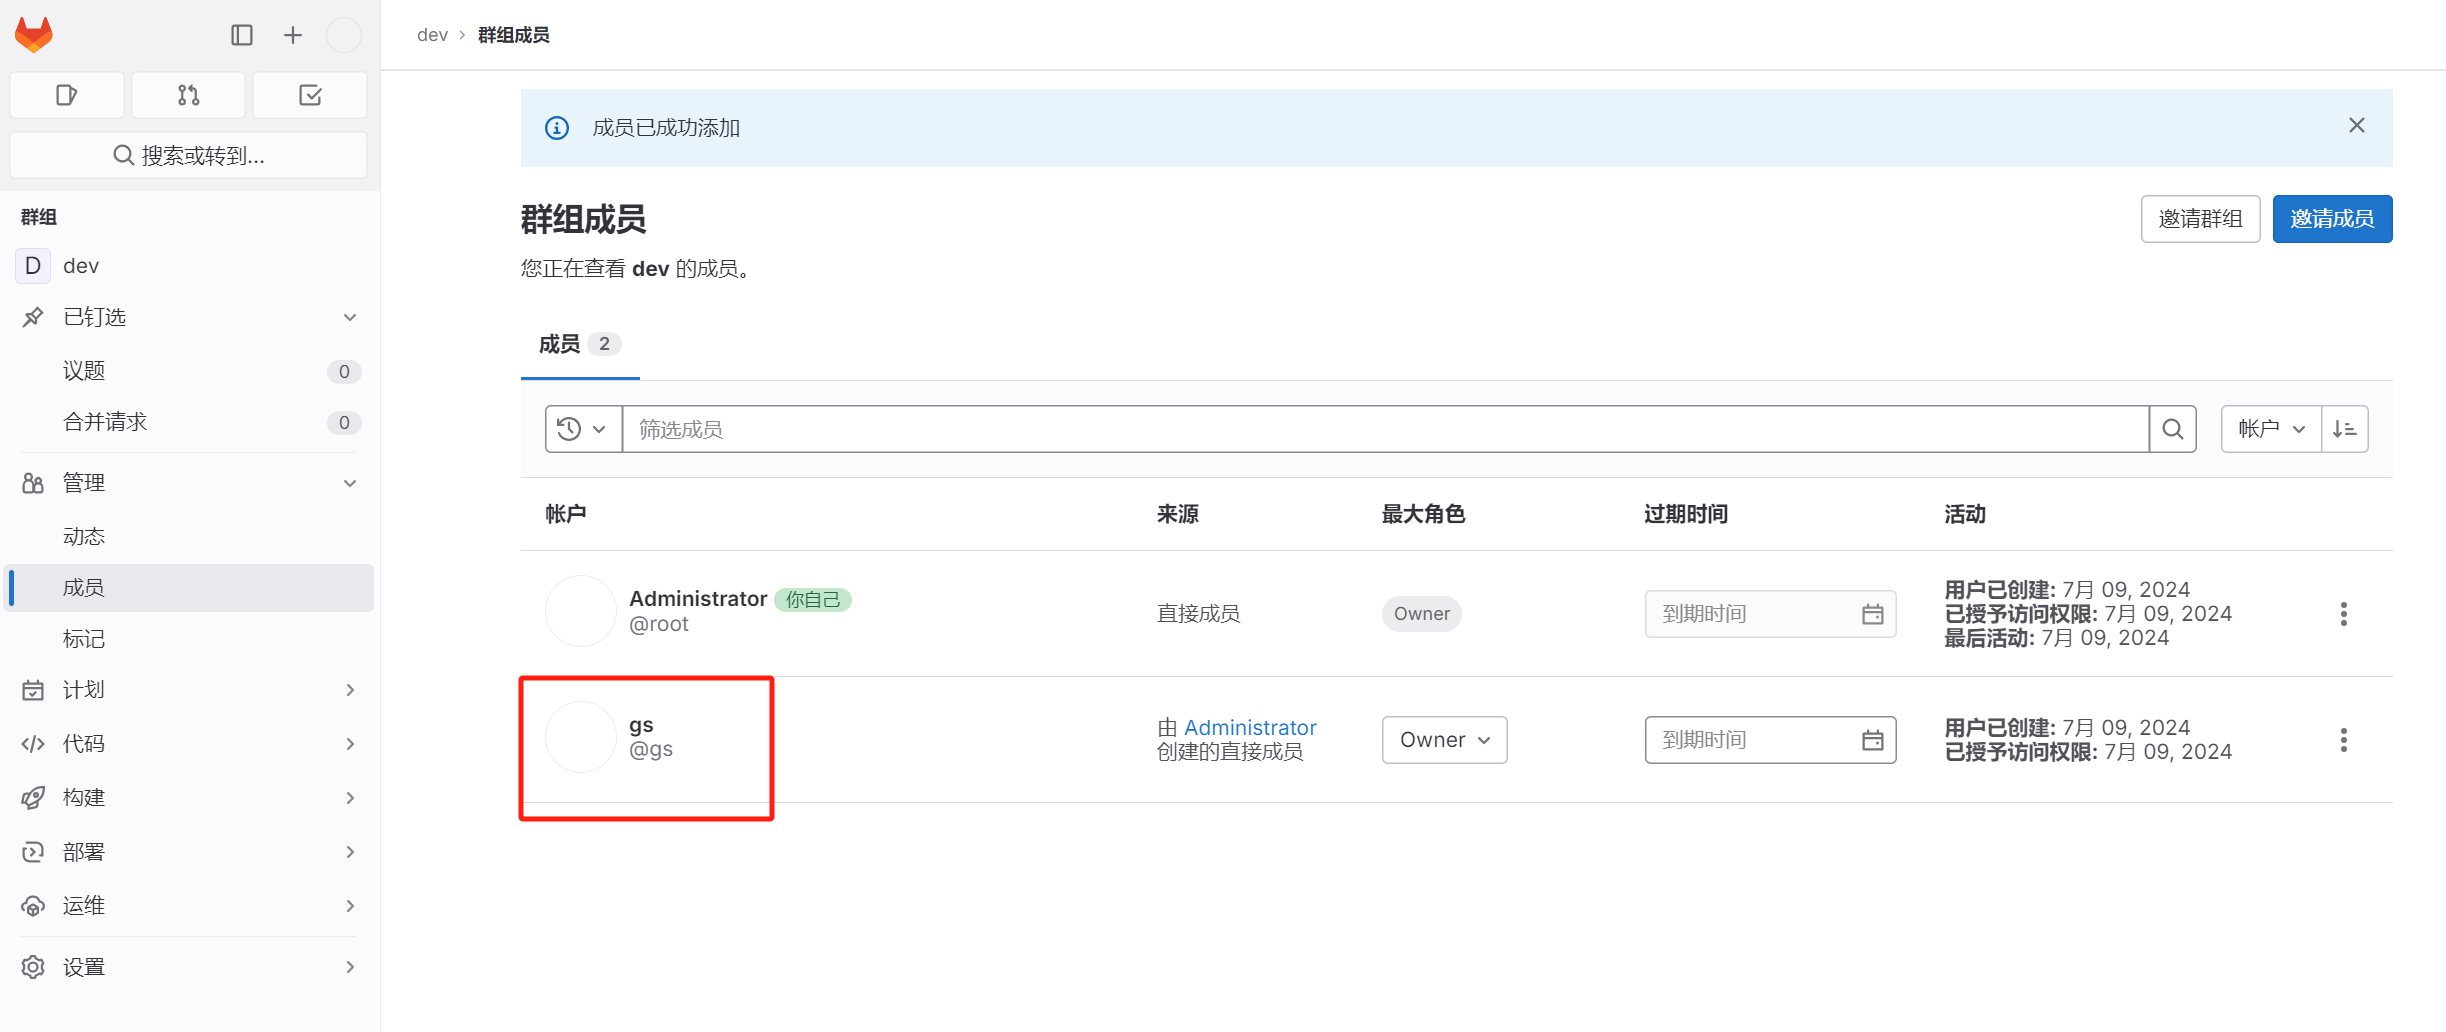 dev › 群组成员
搜索或转到...
群组
D dev
已钉选
议题 0
合并请求 0
管理
动态
成员
标记
计划
代码
构建
部署
运维
设置
成员已成功添加
群组成员
邀请群组
邀请成员
您正在查看 dev 的成员。
成员 2
筛选成员
帐户
帐户 来源 最大角色 过期时间 活动
Administrator 你自己
@root
直接成员
Owner
到期时间
用户已创建: 7月 09, 2024
已授予访问权限: 7月 09, 2024
最后活动: 7月 09, 2024
gs
@gs
由 Administrator
创建的直接成员
Owner
到期时间
用户已创建: 7月 09, 2024
已授予访问权限: 7月 09, 2024